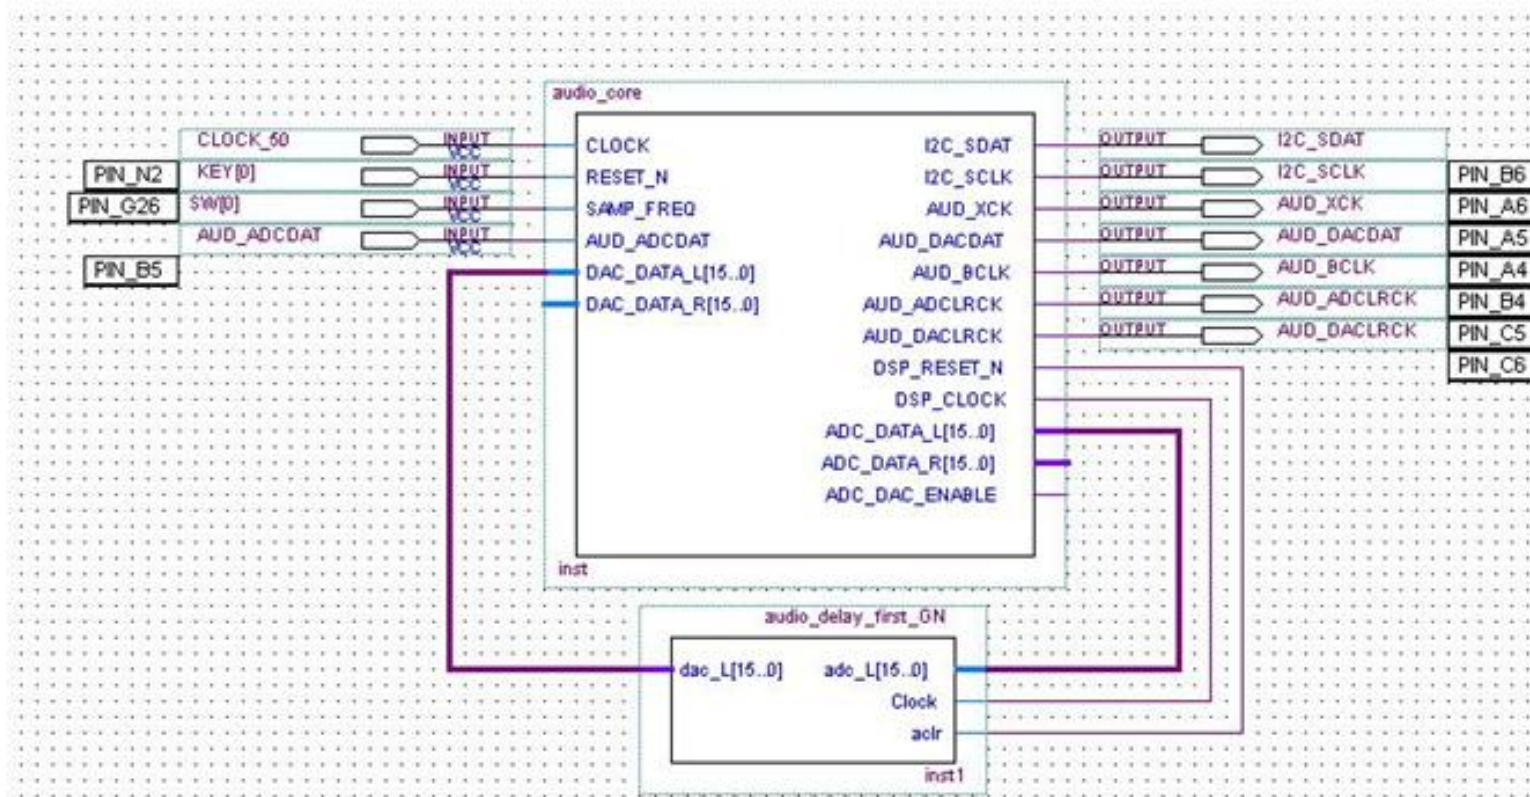 audio_core
CLOCK_50 INPUT VCC
PIN_N2 KEY[0] INPUT VCC
PIN_G26 SW[0] INPUT VCC
AUD_ADCDAT INPUT VCC
PIN_B5
CLOCK I2C_SDAT
RESET_N I2C_SCLK
SAMP_FREQ AUD_XCK
AUD_ADCDAT AUD_DACDAT
DAC_DATA_L[15..0] AUD_BCLK
DAC_DATA_R[15..0] AUD_ADCLRCK
AUD_DACLRCK
DSP_RESET_N
DSP_CLOCK
ADC_DATA_L[15..0]
ADC_DATA_R[15..0]
ADC_DAC_ENABLE
inst
OUTPUT I2C_SDAT
OUTPUT I2C_SCLK PIN_B6
OUTPUT AUD_XCK PIN_A6
OUTPUT AUD_DACDAT PIN_A5
OUTPUT AUD_BCLK PIN_A4
OUTPUT AUD_ADCLRCK PIN_B4
OUTPUT AUD_DACLRCK PIN_C5
PIN_C6
audio_delay_first_GN
dac_L[15..0] adc_L[15..0]
Clock
aclr
inst1